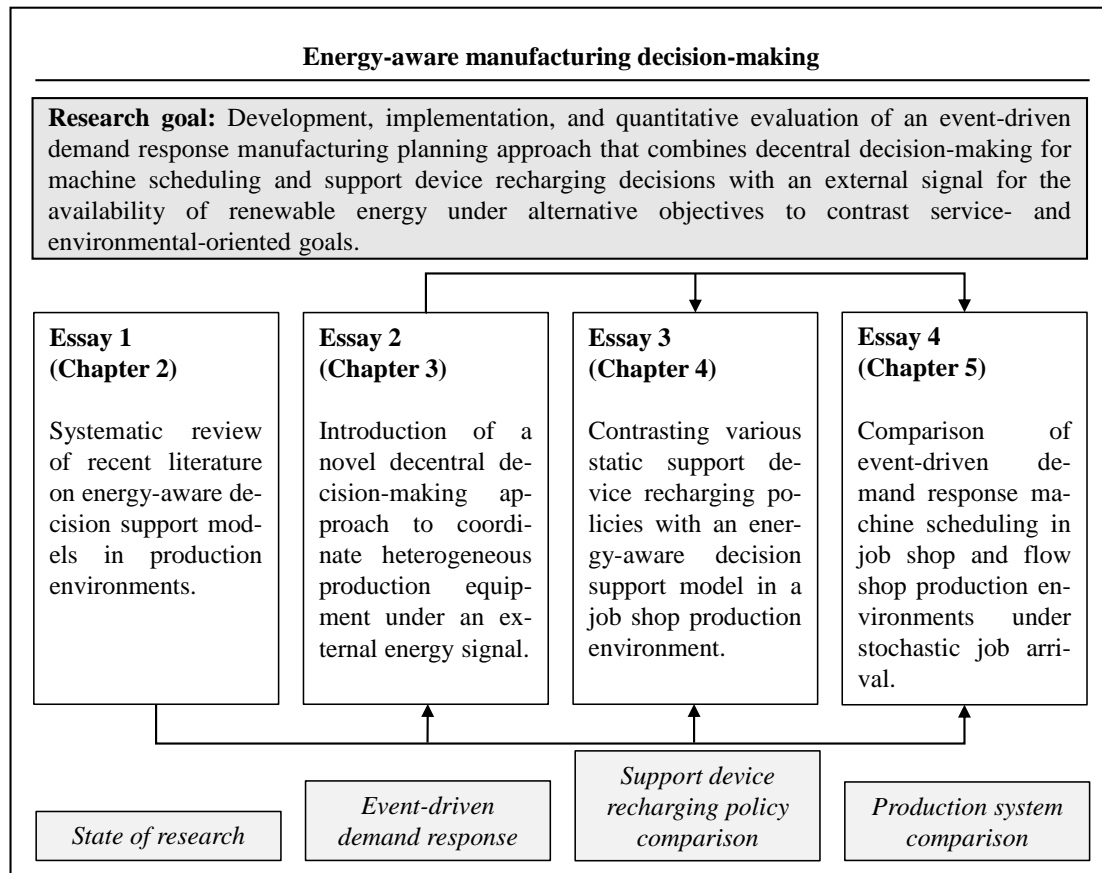 Energy-aware manufacturing decision-making
Research goal: Development, implementation, and quantitative evaluation of an event-driven
demand response manufacturing planning approach that combines decentral decision-making for
machine scheduling and support device recharging decisions with an external signal for the
availability of renewable energy under alternative objectives to contrast service- and
environmental-oriented goals.
Essay 1
(Chapter 2)
Systematic review
of recent literature
on energy-aware de-
cision support mod-
els in production
environments.
Essay 2
(Chapter 3)
Introduction of a
novel decentral de-
cision-making ap-
proach to coordi-
nate heterogeneous
production equip-
ment under an ex-
ternal energy signal.
Essay 3
(Chapter 4)
Contrasting various
static support de-
vice recharging po-
licies with an ener-
gy-aware decision
support model in a
job shop production
environment.
Essay 4
(Chapter 5)
Comparison of
event-driven de-
mand response ma-
chine scheduling in
job shop and flow
shop production en-
vironments under
stochastic job arri-
val.
State of research
Event-driven
demand response
Support device
recharging policy
comparison
Production system
comparison